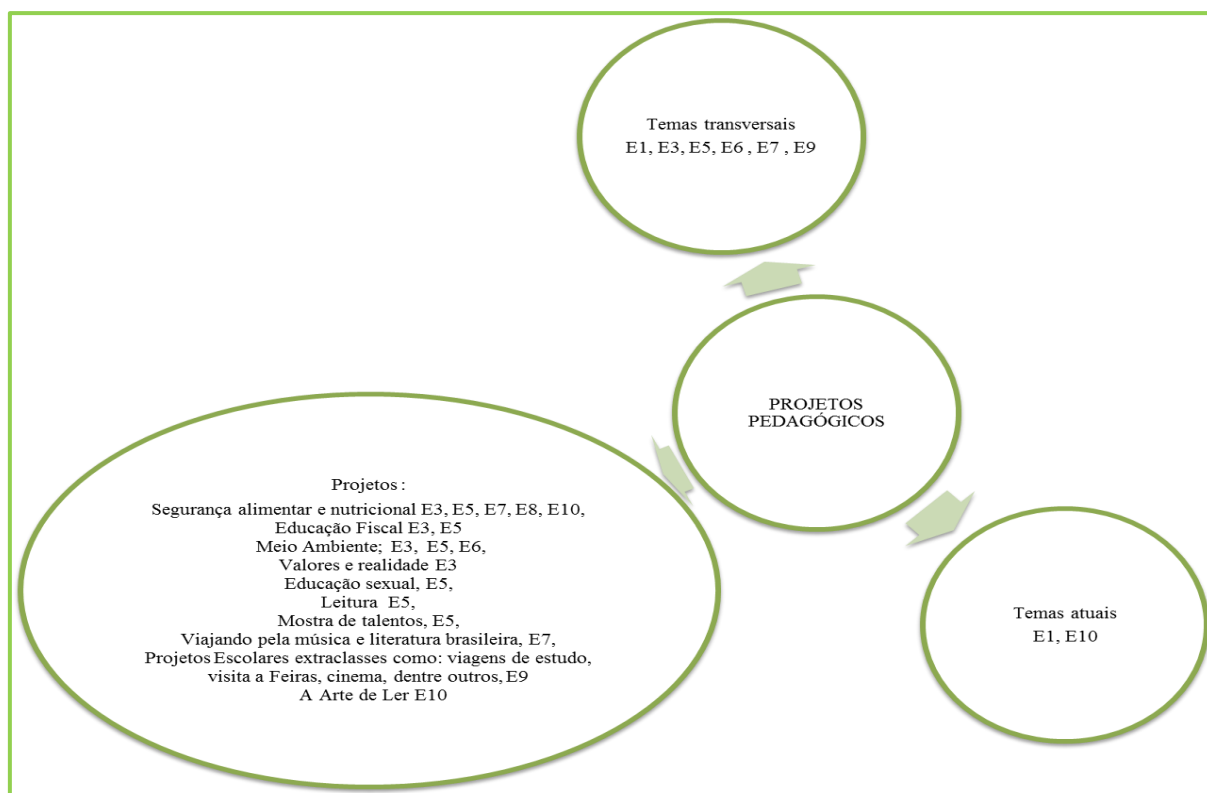 Temas transversais
E1, E3, E5, E6 , E7 , E9
PROJETOS
PEDAGÓGICOS
Projetos :
Segurança alimentar e nutricional E3, E5, E7, E8, E10,
Educação Fiscal E3, E5
Meio Ambiente; E3, E5, E6,
Valores e realidade E3
Educação sexual, E5,
Leitura E5,
Mostra de talentos, E5,
Viajando pela música e literatura brasileira, E7,
Projetos Escolares extraclasses como: viagens de estudo,
visita a Feiras, cinema, dentre outros, E9
A Arte de Ler E10
Temas atuais
E1, E10